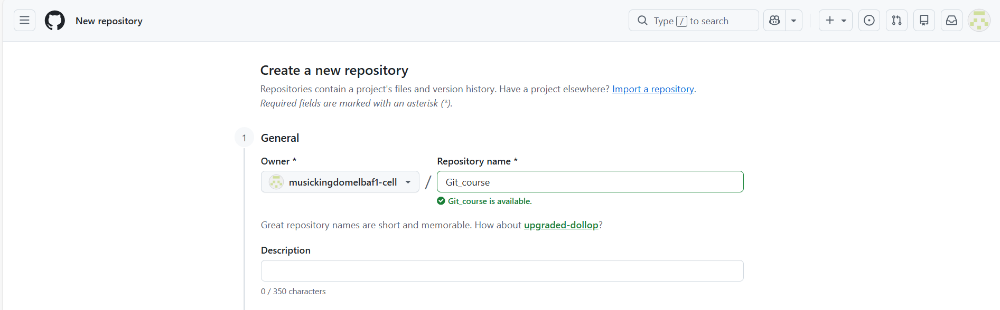 New repository
Type / to search
Create a new repository
Repositories contain a project's files and version history. Have a project elsewhere? Import a repository.
Required fields are marked with an asterisk (*).
1 General
Owner * Repository name *
musickingdomelbaf1-cell / Git_course
Git_course is available.
Great repository names are short and memorable. How about upgraded-dollop?
Description
0 / 350 characters